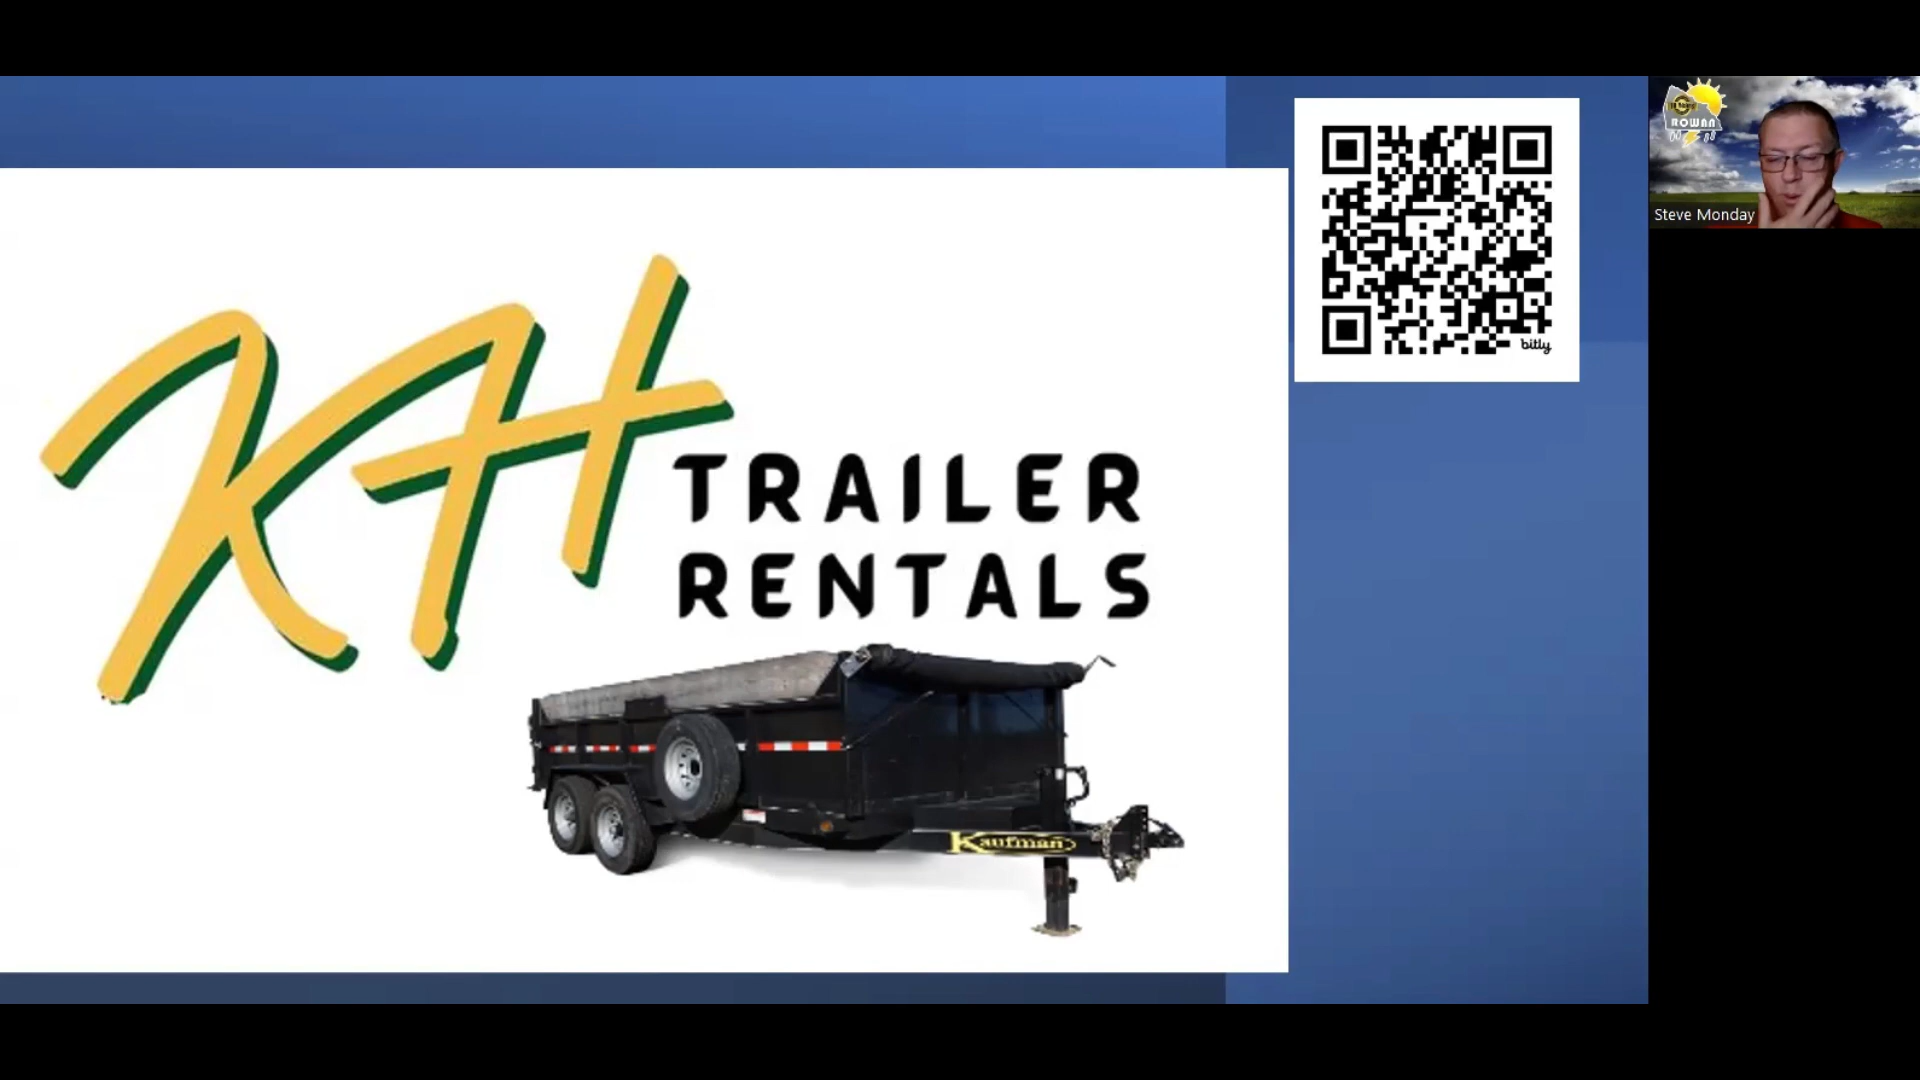 KH
TRAILER
RENTALS
Kaufman
bitly
ROWAN
Steve Monday